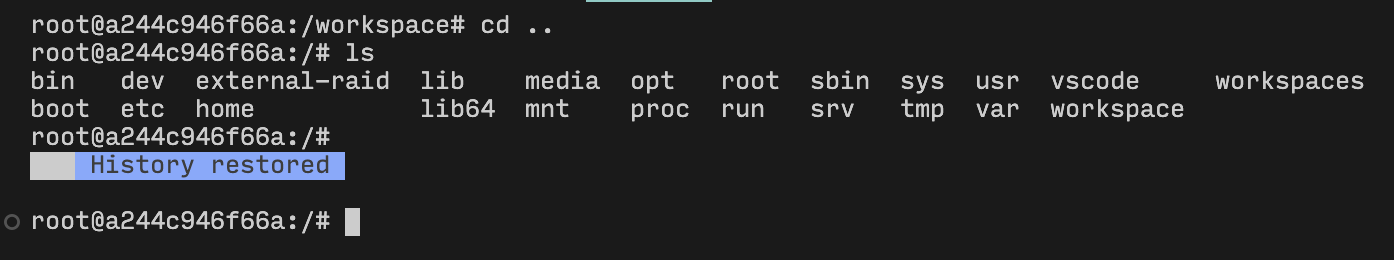 root@a244c946f66a:/workspace# cd ..
root@a244c946f66a:/# ls
bin   dev  external-raid  lib    media  opt   root  sbin  sys  usr  vscode     workspaces
boot  etc  home           lib64  mnt    proc  run   srv   tmp  var  workspace
root@a244c946f66a:/#
History restored
root@a244c946f66a:/#